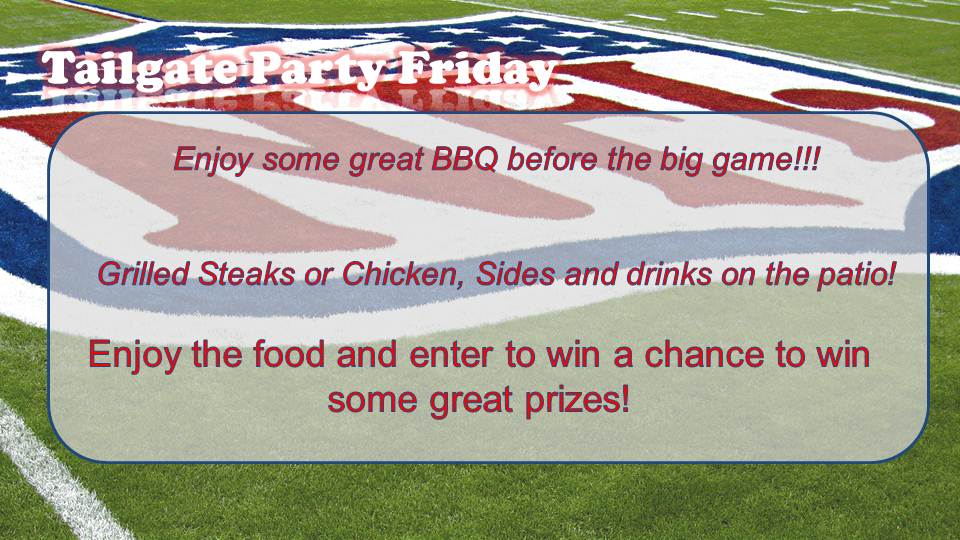 Tailgate Party Friday
Enjoy some great BBQ before the big game!!!
Grilled Steaks or Chicken, Sides and drinks on the patio!
Enjoy the food and enter to win a chance to win
some great prizes!
NFL